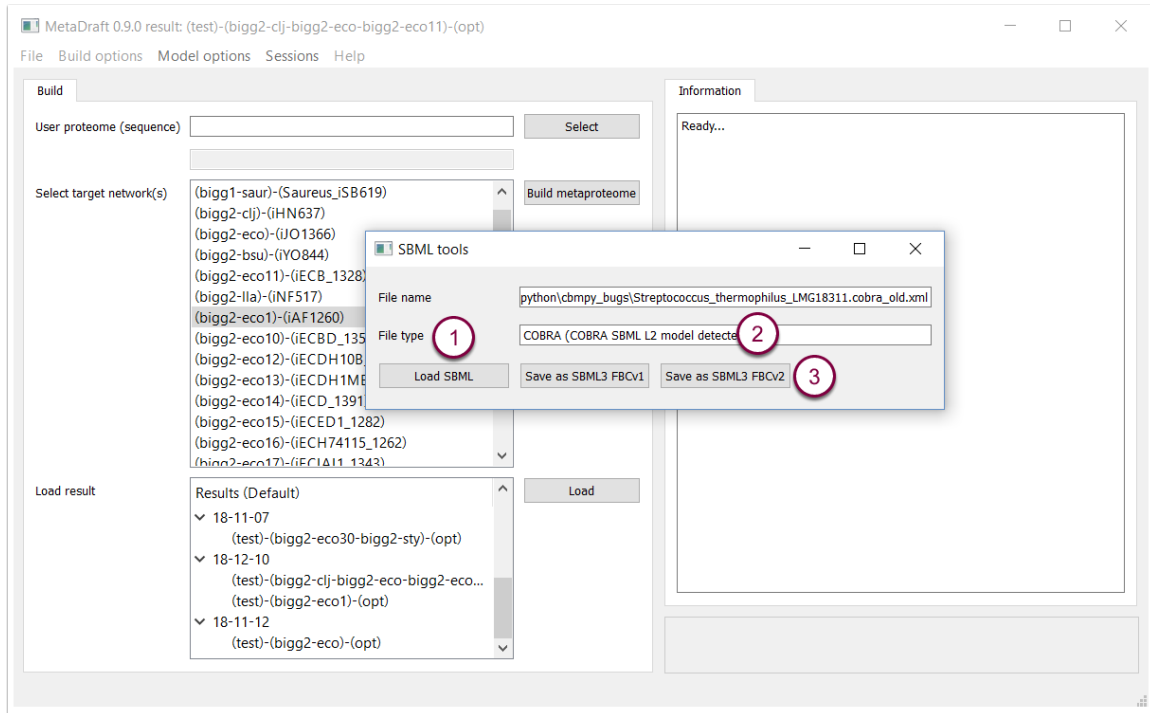 MetaDraft 0.9.0 result: (test)-(bigg2-clj-bigg2-eco-bigg2-eco11)-(opt)
File Build options Model options Sessions Help
Build
User proteome (sequence)
Select
Select target network(s)
(bigg1-saur)-(Saureus_iSB619)
(bigg2-clj)-(iHN637)
(bigg2-eco)-(iJO1366)
(bigg2-bsu)-(iYO844)
(bigg2-eco11)-(iECB_1328)
(bigg2-lla)-(iNF517)
(bigg2-eco1)-(iAF1260)
(bigg2-eco10)-(iECBD_135
(bigg2-eco12)-(iECDH10B_
(bigg2-eco13)-(iECDH1ME
(bigg2-eco14)-(iECD_1391
(bigg2-eco15)-(iECED1_1282)
(bigg2-eco16)-(iECH74115_1262)
(bigg2-eco17)-(iECIAI1_1343)
Build metaproteome
Load result
Results (Default)
18-11-07
(test)-(bigg2-eco30-bigg2-sty)-(opt)
18-12-10
(test)-(bigg2-clj-bigg2-eco-bigg2-eco...
(test)-(bigg2-eco1)-(opt)
18-11-12
(test)-(bigg2-eco)-(opt)
Load
Information
Ready...
SBML tools
File name
python\cbmpy_bugs\Streptococcus_thermophilus_LMG18311.cobra_old.xml
File type
1
COBRA (COBRA SBML L2 model detecte
2
Load SBML
Save as SBML3 FBCv1
Save as SBML3 FBCv2
3